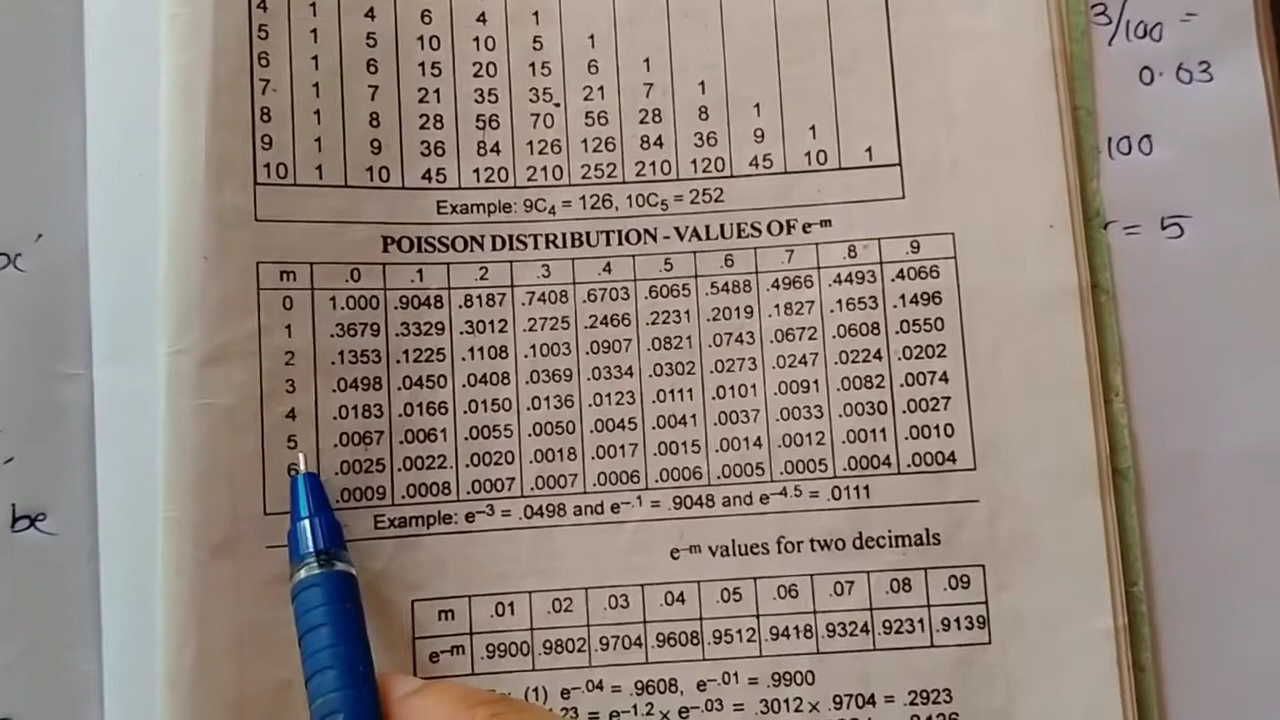 4 1 4 6 4 1
5 1 5 10 10 5 1
6 1 6 15 20 15 6 1
7 1 7 21 35 35 21 7 1
8 1 8 28 56 70 56 28 8 1
9 1 9 36 84 126 126 84 36 9 1
10 1 10 45 120 210 252 210 120 45 10 1
Example: 9C4 = 126, 10C5 = 252
POISSON DISTRIBUTION - VALUES OF e–m
m .0 .1 .2 .3 .4 .5 .6 .7 .8 .9
0 1.000 .9048 .8187 .7408 .6703 .6065 .5488 .4966 .4493 .4066
1 .3679 .3329 .3012 .2725 .2466 .2231 .2019 .1827 .1653 .1496
2 .1353 .1225 .1108 .1003 .0907 .0821 .0743 .0672 .0608 .0550
3 .0498 .0450 .0408 .0369 .0334 .0302 .0273 .0247 .0224 .0202
4 .0183 .0166 .0150 .0136 .0123 .0111 .0101 .0091 .0082 .0074
5 .0067 .0061 .0055 .0050 .0045 .0041 .0037 .0033 .0030 .0027
6 .0025 .0022. .0020 .0018 .0017 .0015 .0014 .0012 .0011 .0010
.0009 .0008 .0007 .0007 .0006 .0006 .0005 .0005 .0004 .0004
Example: e–3 = .0498 and e–.1 = .9048 and e–4.5 = .0111
e–m values for two decimals
m .01 .02 .03 .04 .05 .06 .07 .08 .09
e–m .9900 .9802 .9704 .9608 .9512 .9418 .9324 .9231 .9139
(1) e–.04 = .9608, e–.01 = .9900
.23 = e–1.2 x e–.03 = .3012 x .9704 = .2923
3/100 =
0.03
100
r = 5
x'
be